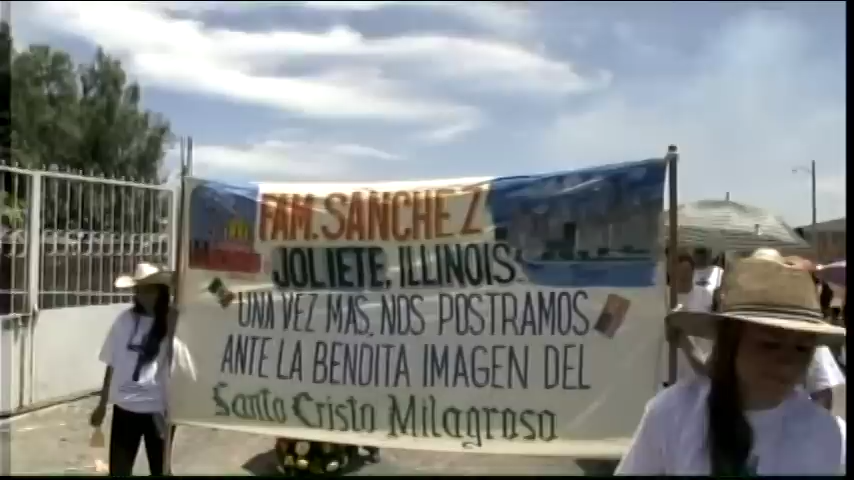 FAM. SANCHEZ
JOLIETE, ILLINOIS.
UNA VEZ MAS, NOS POSTRAMOS
ANTE LA BENDITA IMAGEN DEL
Santo Cristo Milagroso